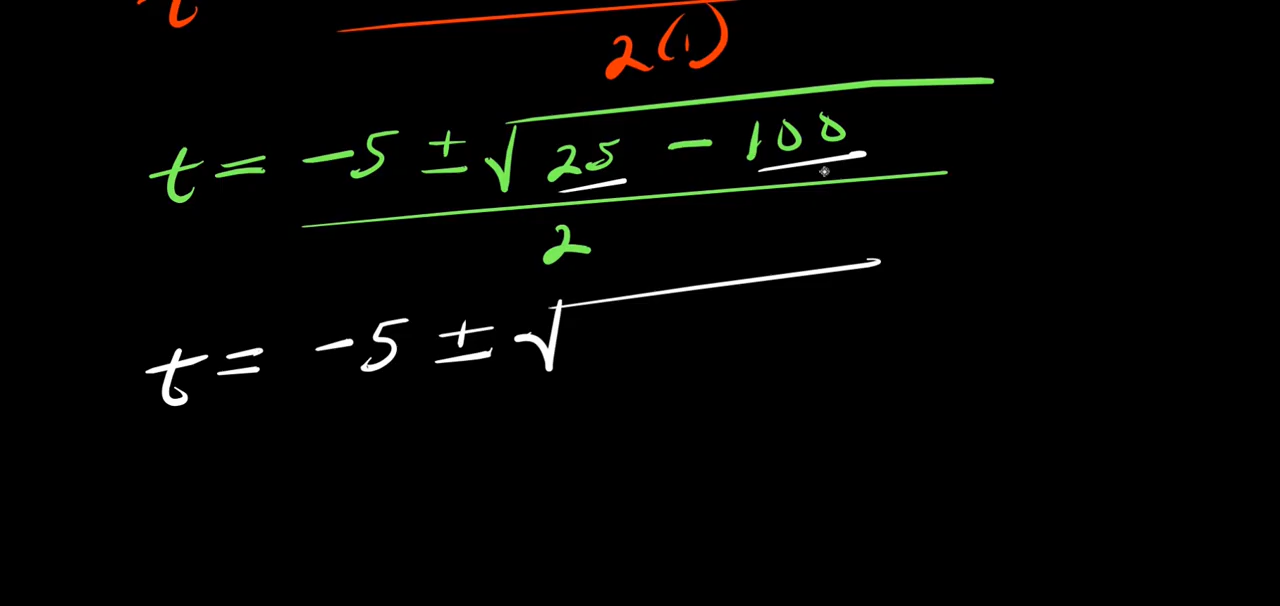 t
2(1)
t = -5 ± √25 - 100
2
t = -5 ± √